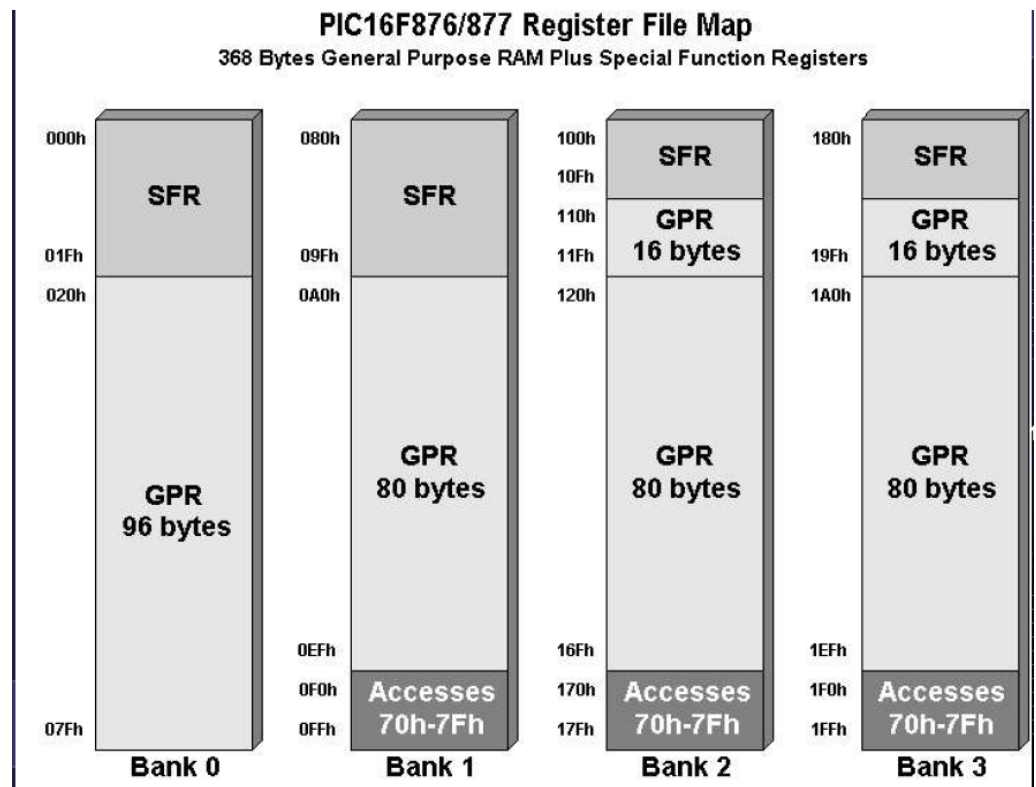 PIC16F876/877 Register File Map
368 Bytes General Purpose RAM Plus Special Function Registers
000h
SFR
01Fh
020h
GPR
96 bytes
07Fh
Bank 0
080h
SFR
09Fh
0A0h
GPR
80 bytes
0EFh
0F0h
Accesses
0FFh
70h-7Fh
Bank 1
100h
SFR
10Fh
110h
GPR
11Fh
16 bytes
120h
GPR
80 bytes
16Fh
170h
Accesses
17Fh
70h-7Fh
Bank 2
180h
SFR
GPR
19Fh
16 bytes
1A0h
GPR
80 bytes
1EFh
1F0h
Accesses
1FFh
70h-7Fh
Bank 3